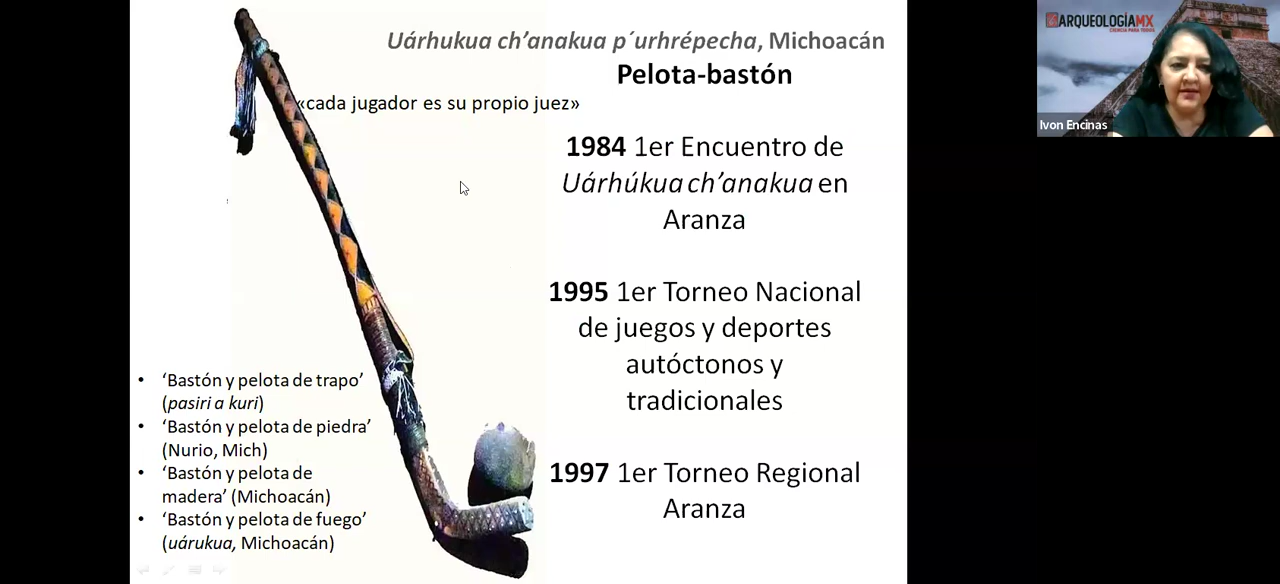 Uárhukua ch’anakua p´urhrépecha, Michoacán
Pelota-bastón
«cada jugador es su propio juez»
1984 1er Encuentro de
Uárhúkua ch’anakua en
Aranza
1995 1er Torneo Nacional
de juegos y deportes
autóctonos y
tradicionales
1997 1er Torneo Regional
Aranza
• ‘Bastón y pelota de trapo’
(pasiri a kuri)
• ‘Bastón y pelota de piedra’
(Nurio, Mich)
• ‘Bastón y pelota de
madera’ (Michoacán)
• ‘Bastón y pelota de fuego’
(uárukua, Michoacán)
ARQUEOLOGÍAMX
CIENCIA PARA TODOS
Ivon Encinas